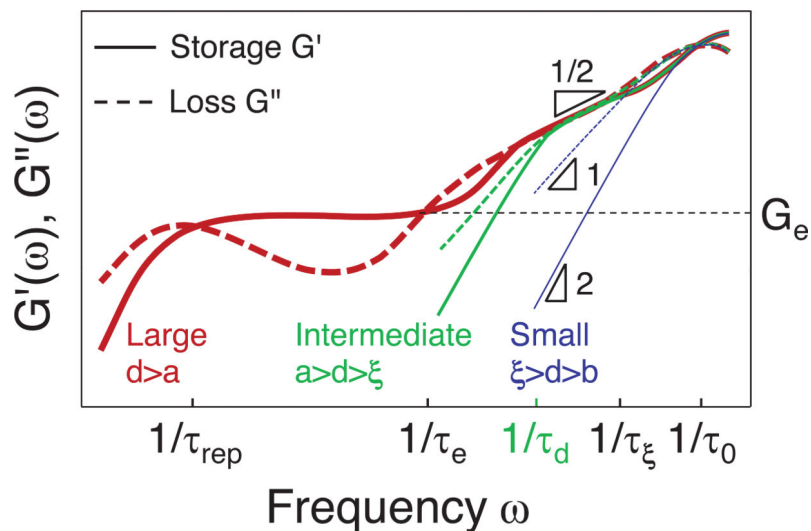 Storage G'
Loss G"
1/2
1
2
G_e
G'(ω), G"(ω)
Large
d>a
Intermediate
a>d>ξ
Small
ξ>d>b
1/τ_rep
1/τ_e
1/τ_d
1/τ_ξ
1/τ_0
Frequency ω